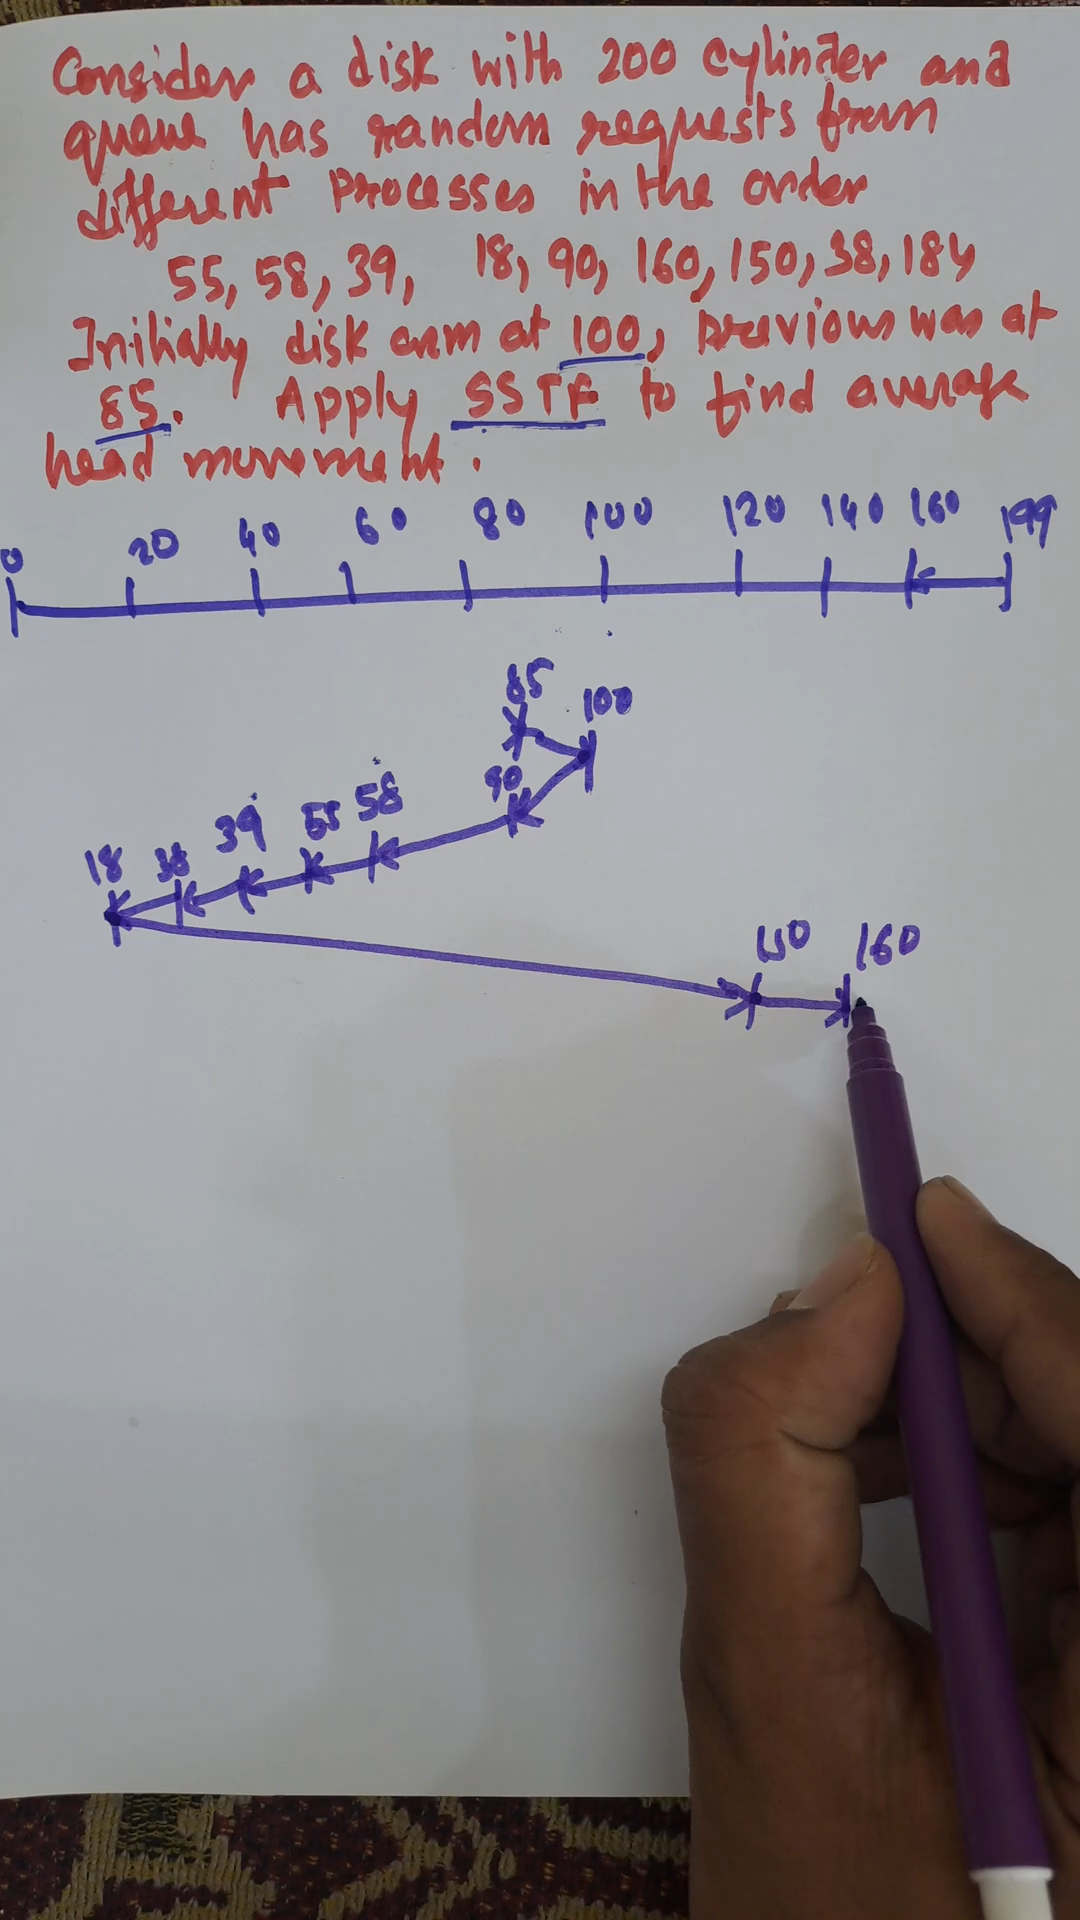 Consider a disk with 200 cylinder and
queue has random requests from
different processes in the order
55, 58, 39, 18, 90, 160, 150, 38, 184
Initially disk arm at 100, previous was at
85. Apply SSTF to find average
head movement.
0 20 40 60 80 100 120 140 160 199
85 100
90
18 38 39 55 58
150 160